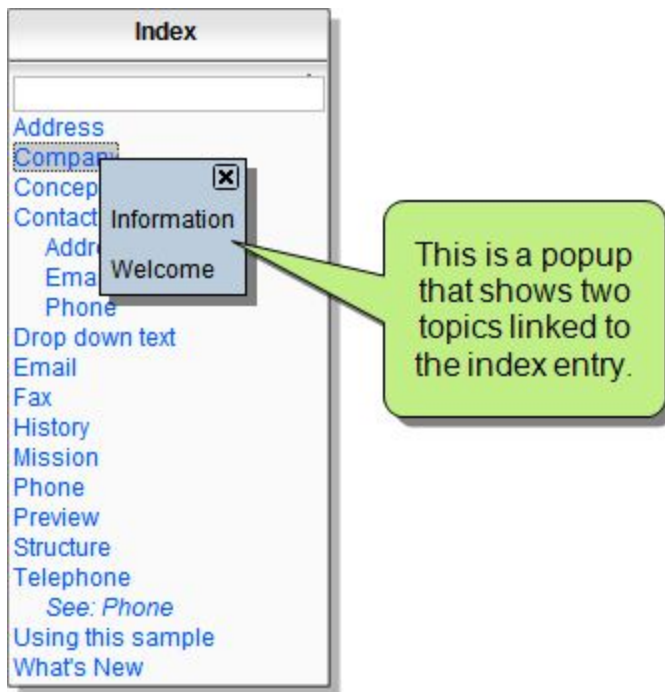 Index
Address
Company
Concep
Contact
Information
Addre
Welcome
Ema
Phone
Drop down text
Email
Fax
History
Mission
Phone
Preview
Structure
Telephone
See: Phone
Using this sample
What's New
This is a popup
that shows two
topics linked to
the index entry.